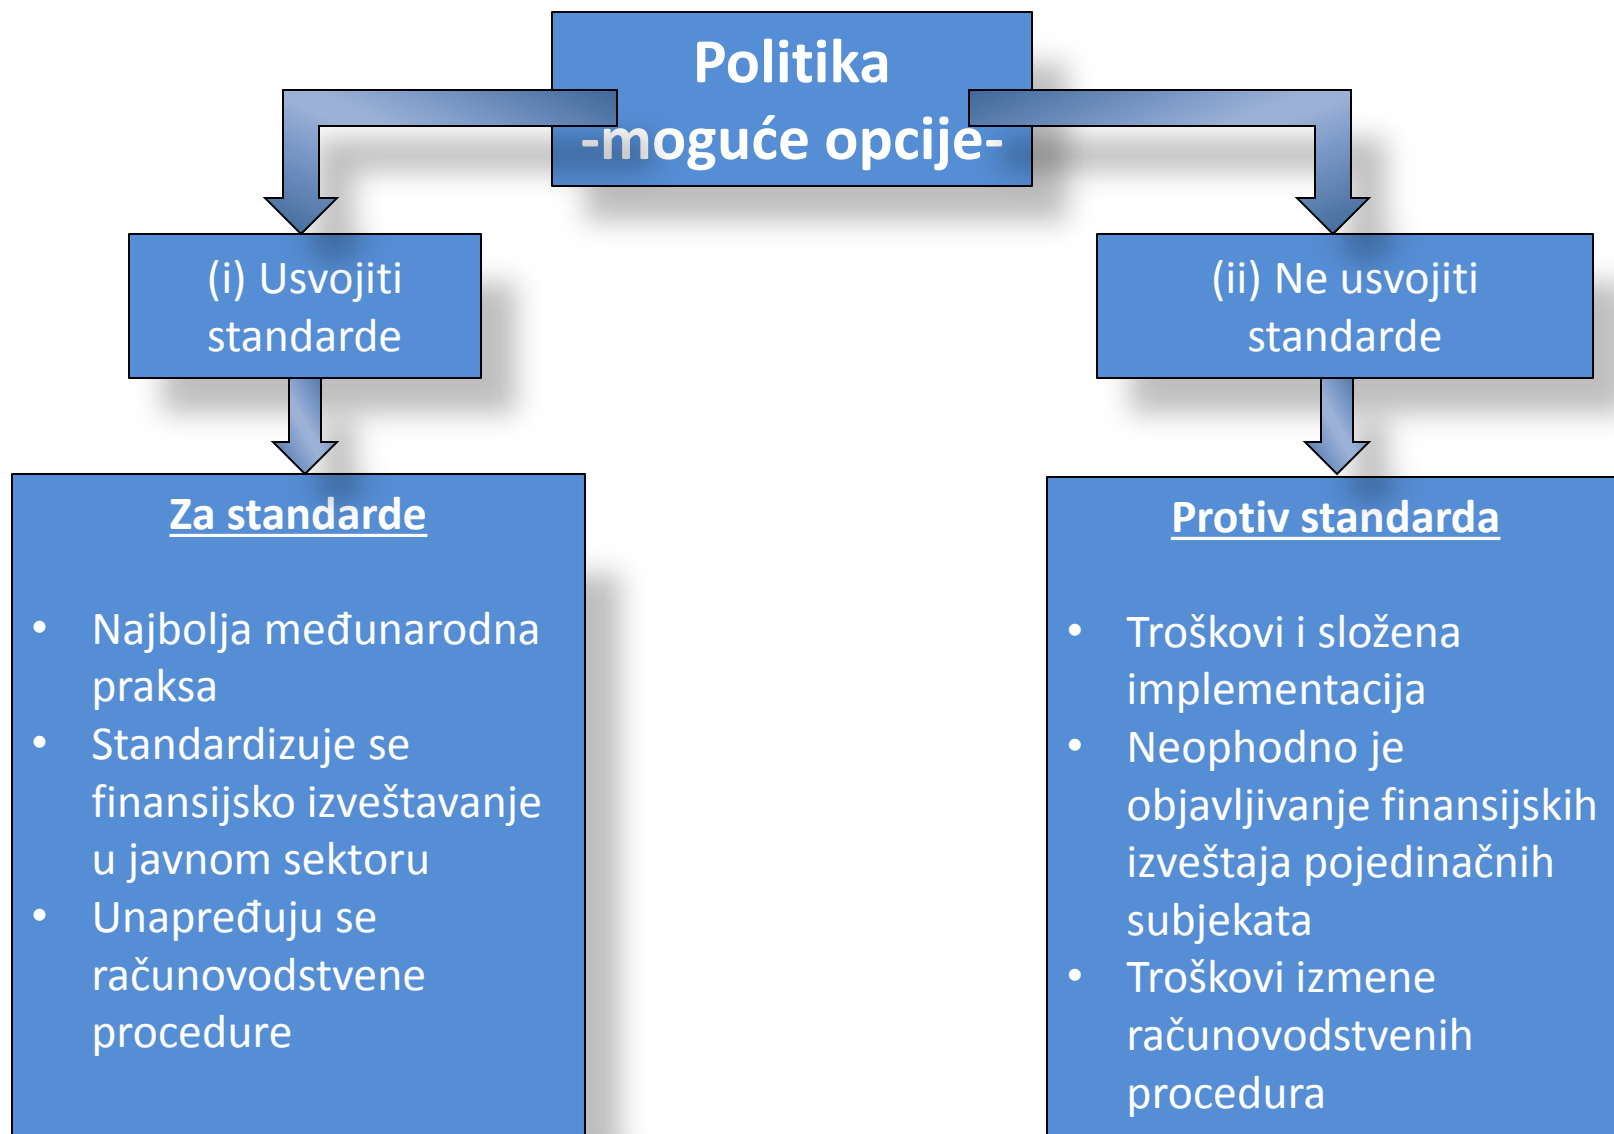 Politika
-moguće opcije-
(i) Usvojiti
standarde
(ii) Ne usvojiti
standarde
Za standarde
• Najbolja međunarodna
praksa
• Standardizuje se
finansijsko izveštavanje
u javnom sektoru
• Unapređuju se
računovodstvene
procedure
Protiv standarda
• Troškovi i složena
implementacija
• Neophodno je
objavljivanje finansijskih
izveštaja pojedinačnih
subjekata
• Troškovi izmene
računovodstvenih
procedura